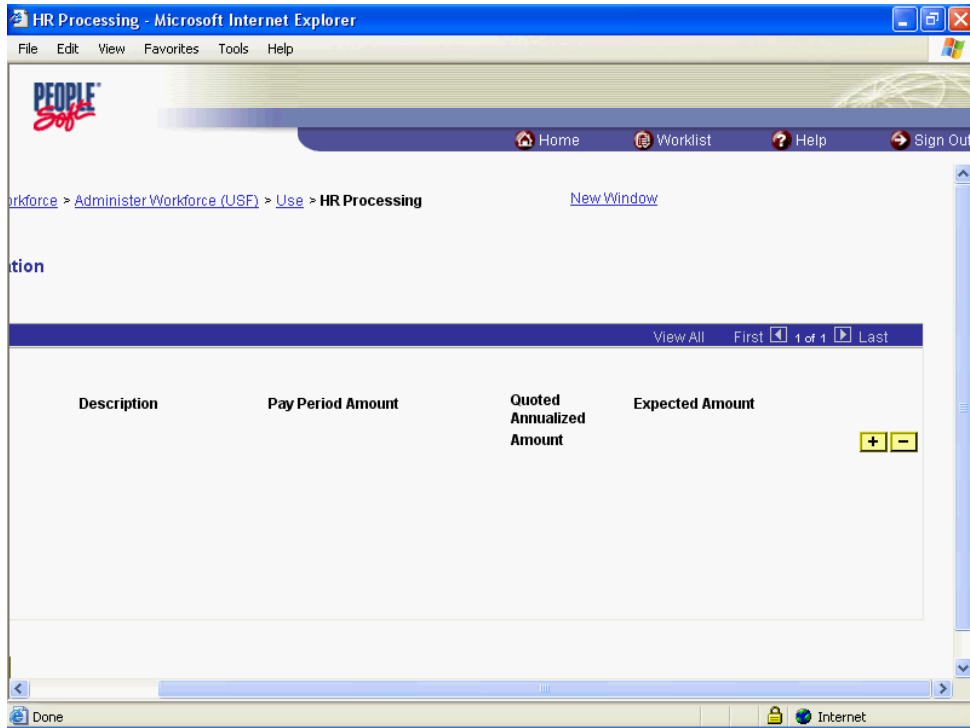 HR Processing - Microsoft Internet Explorer
File Edit View Favorites Tools Help
PEOPLE
Soft
Home Worklist Help Sign Out
orkforce > Administer Workforce (USF) > Use > HR Processing New Window
ation
View All First 1 of 1 Last
Description Pay Period Amount Quoted Annualized Amount Expected Amount
+ -
Done Internet